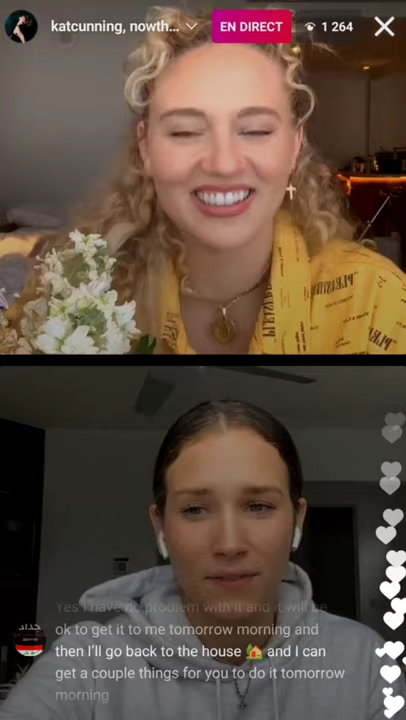 katcunning, nowth...
EN DIRECT
1 264
PLEASURE
Yes I have no problem with it and it will be
ok to get it to me tomorrow morning and
then I'll go back to the house 🏡 and I can
get a couple things for you to do it tomorrow
morning